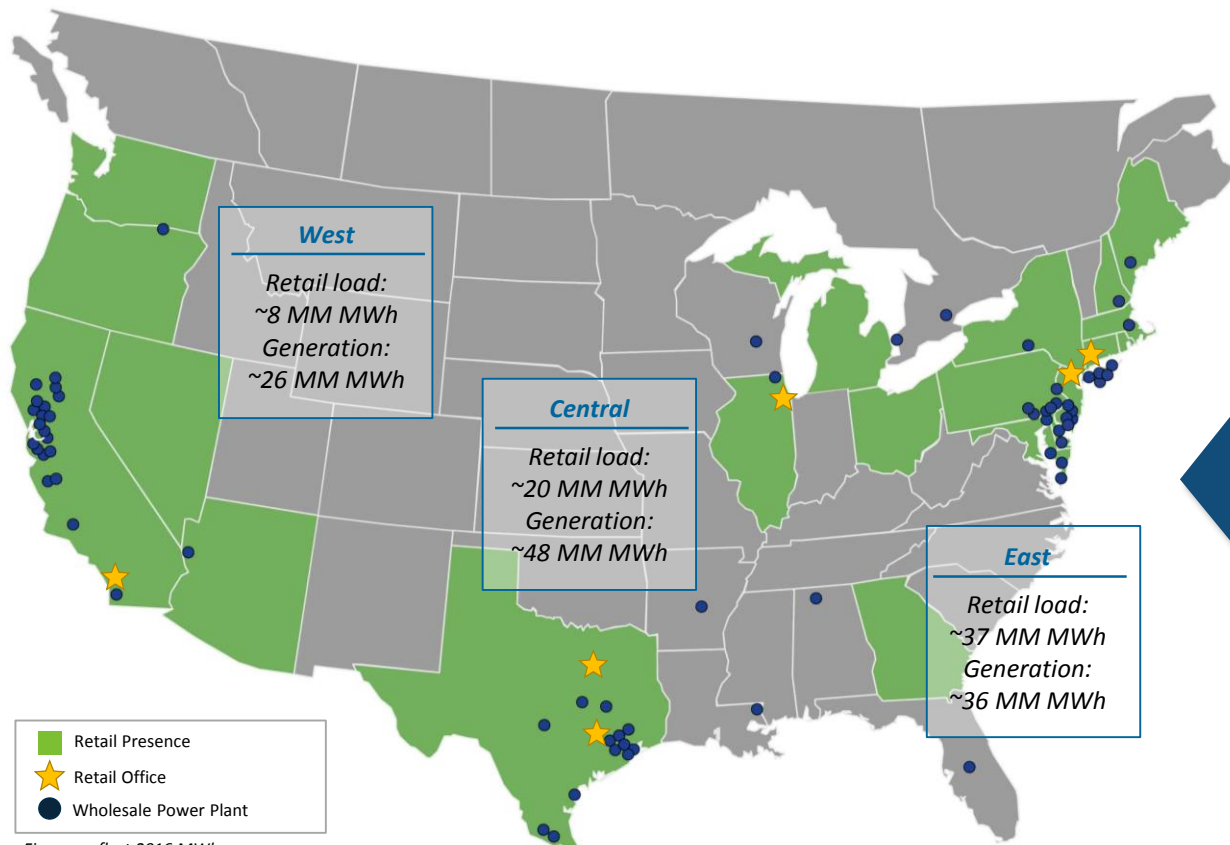 West
Retail load:
~8 MM MWh
Generation:
~26 MM MWh
Central
Retail load:
~20 MM MWh
Generation:
~48 MM MWh
East
Retail load:
~37 MM MWh
Generation:
~36 MM MWh
Retail Presence
Retail Office
Wholesale Power Plant